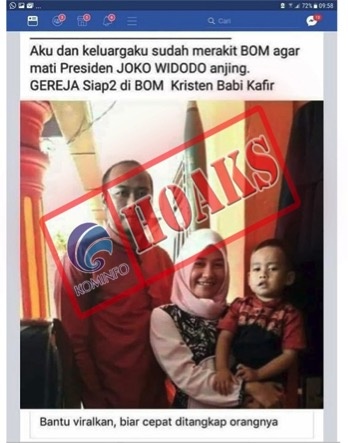 72% 09:58
Cari
Aku dan keluargaku sudah merakit BOM agar
mati Presiden JOKO WIDODO anjing.
GEREJA Siap2 di BOM Kristen Babi Kafir
HOAKS
KOMINFO
Bantu viralkan, biar cepat ditangkap orangnya